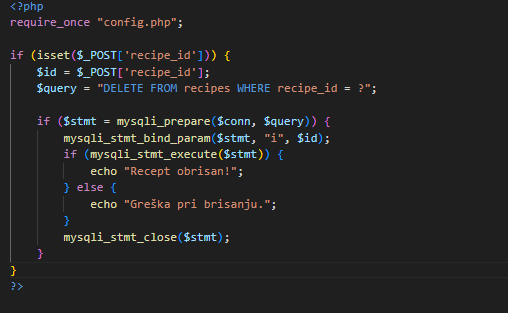 <?php
require_once "config.php";
if (isset($_POST['recipe_id'])) {
$id = $_POST['recipe_id'];
$query = "DELETE FROM recipes WHERE recipe_id = ?";
if ($stmt = mysqli_prepare($conn, $query)) {
mysqli_stmt_bind_param($stmt, "i", $id);
if (mysqli_stmt_execute($stmt)) {
echo "Recept obrisan!";
} else {
echo "Greška pri brisanju.";
}
mysqli_stmt_close($stmt);
}
}
?>